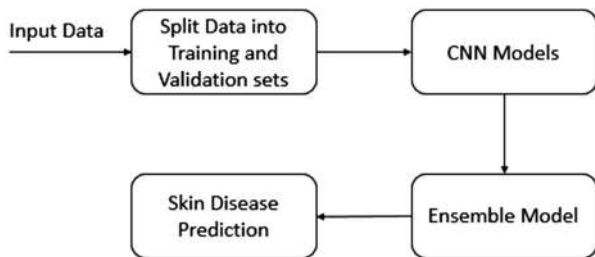 Input Data
Split Data into
Training and
Validation sets
CNN Models
Skin Disease
Prediction
Ensemble Model